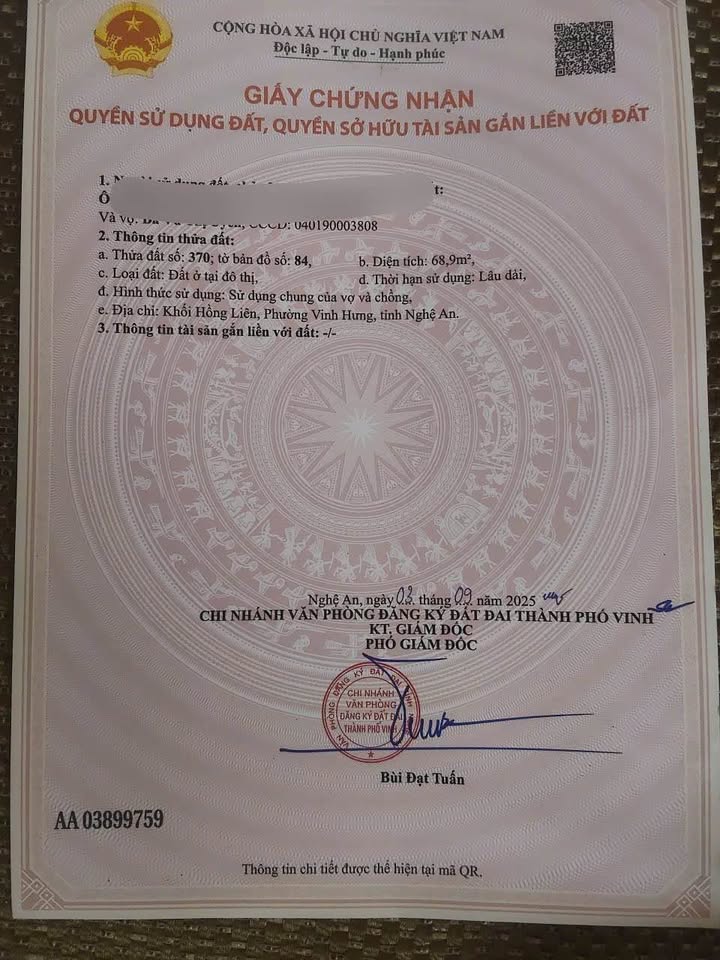 CỘNG HÒA XÃ HỘI CHỦ NGHĨA VIỆT NAM
Độc lập - Tự do - Hạnh phúc
GIẤY CHỨNG NHẬN
QUYỀN SỬ DỤNG ĐẤT, QUYỀN SỞ HỮU TÀI SẢN GẮN LIỀN VỚI ĐẤT
1. t:
Ô
Và vợ: CCCD: 040190003808
2. Thông tin thửa đất:
a. Thửa đất số: 370; tờ bản đồ số: 84, b. Diện tích: 68,9m²,
c. Loại đất: Đất ở tại đô thị, d. Thời hạn sử dụng: Lâu dài,
đ. Hình thức sử dụng: Sử dụng chung của vợ và chồng,
e. Địa chỉ: Khối Hồng Liên, Phường Vinh Hưng, tỉnh Nghệ An.
3. Thông tin tài sản gắn liền với đất: -/-
Nghệ An, ngày 03 tháng 09 năm 2025
CHI NHÁNH VĂN PHÒNG ĐĂNG KÝ ĐẤT ĐAI THÀNH PHỐ VINH
KT. GIÁM ĐỐC
PHÓ GIÁM ĐỐC
VĂN PHÒNG ĐĂNG KÝ ĐẤT ĐAI
CHI NHÁNH
VĂN PHÒNG
ĐĂNG KÝ ĐẤT ĐAI
THÀNH PHỐ VINH
Bùi Đạt Tuấn
AA 03899759
Thông tin chi tiết được thể hiện tại mã QR.